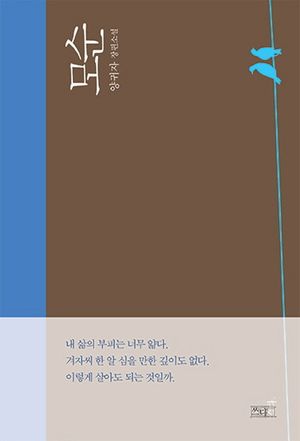 모순
양귀자 장편소설
내 삶의 부피는 너무 얇다.
겨자씨 한 알 심을 만한 깊이도 없다.
이렇게 살아도 되는 것일까.
쓰다